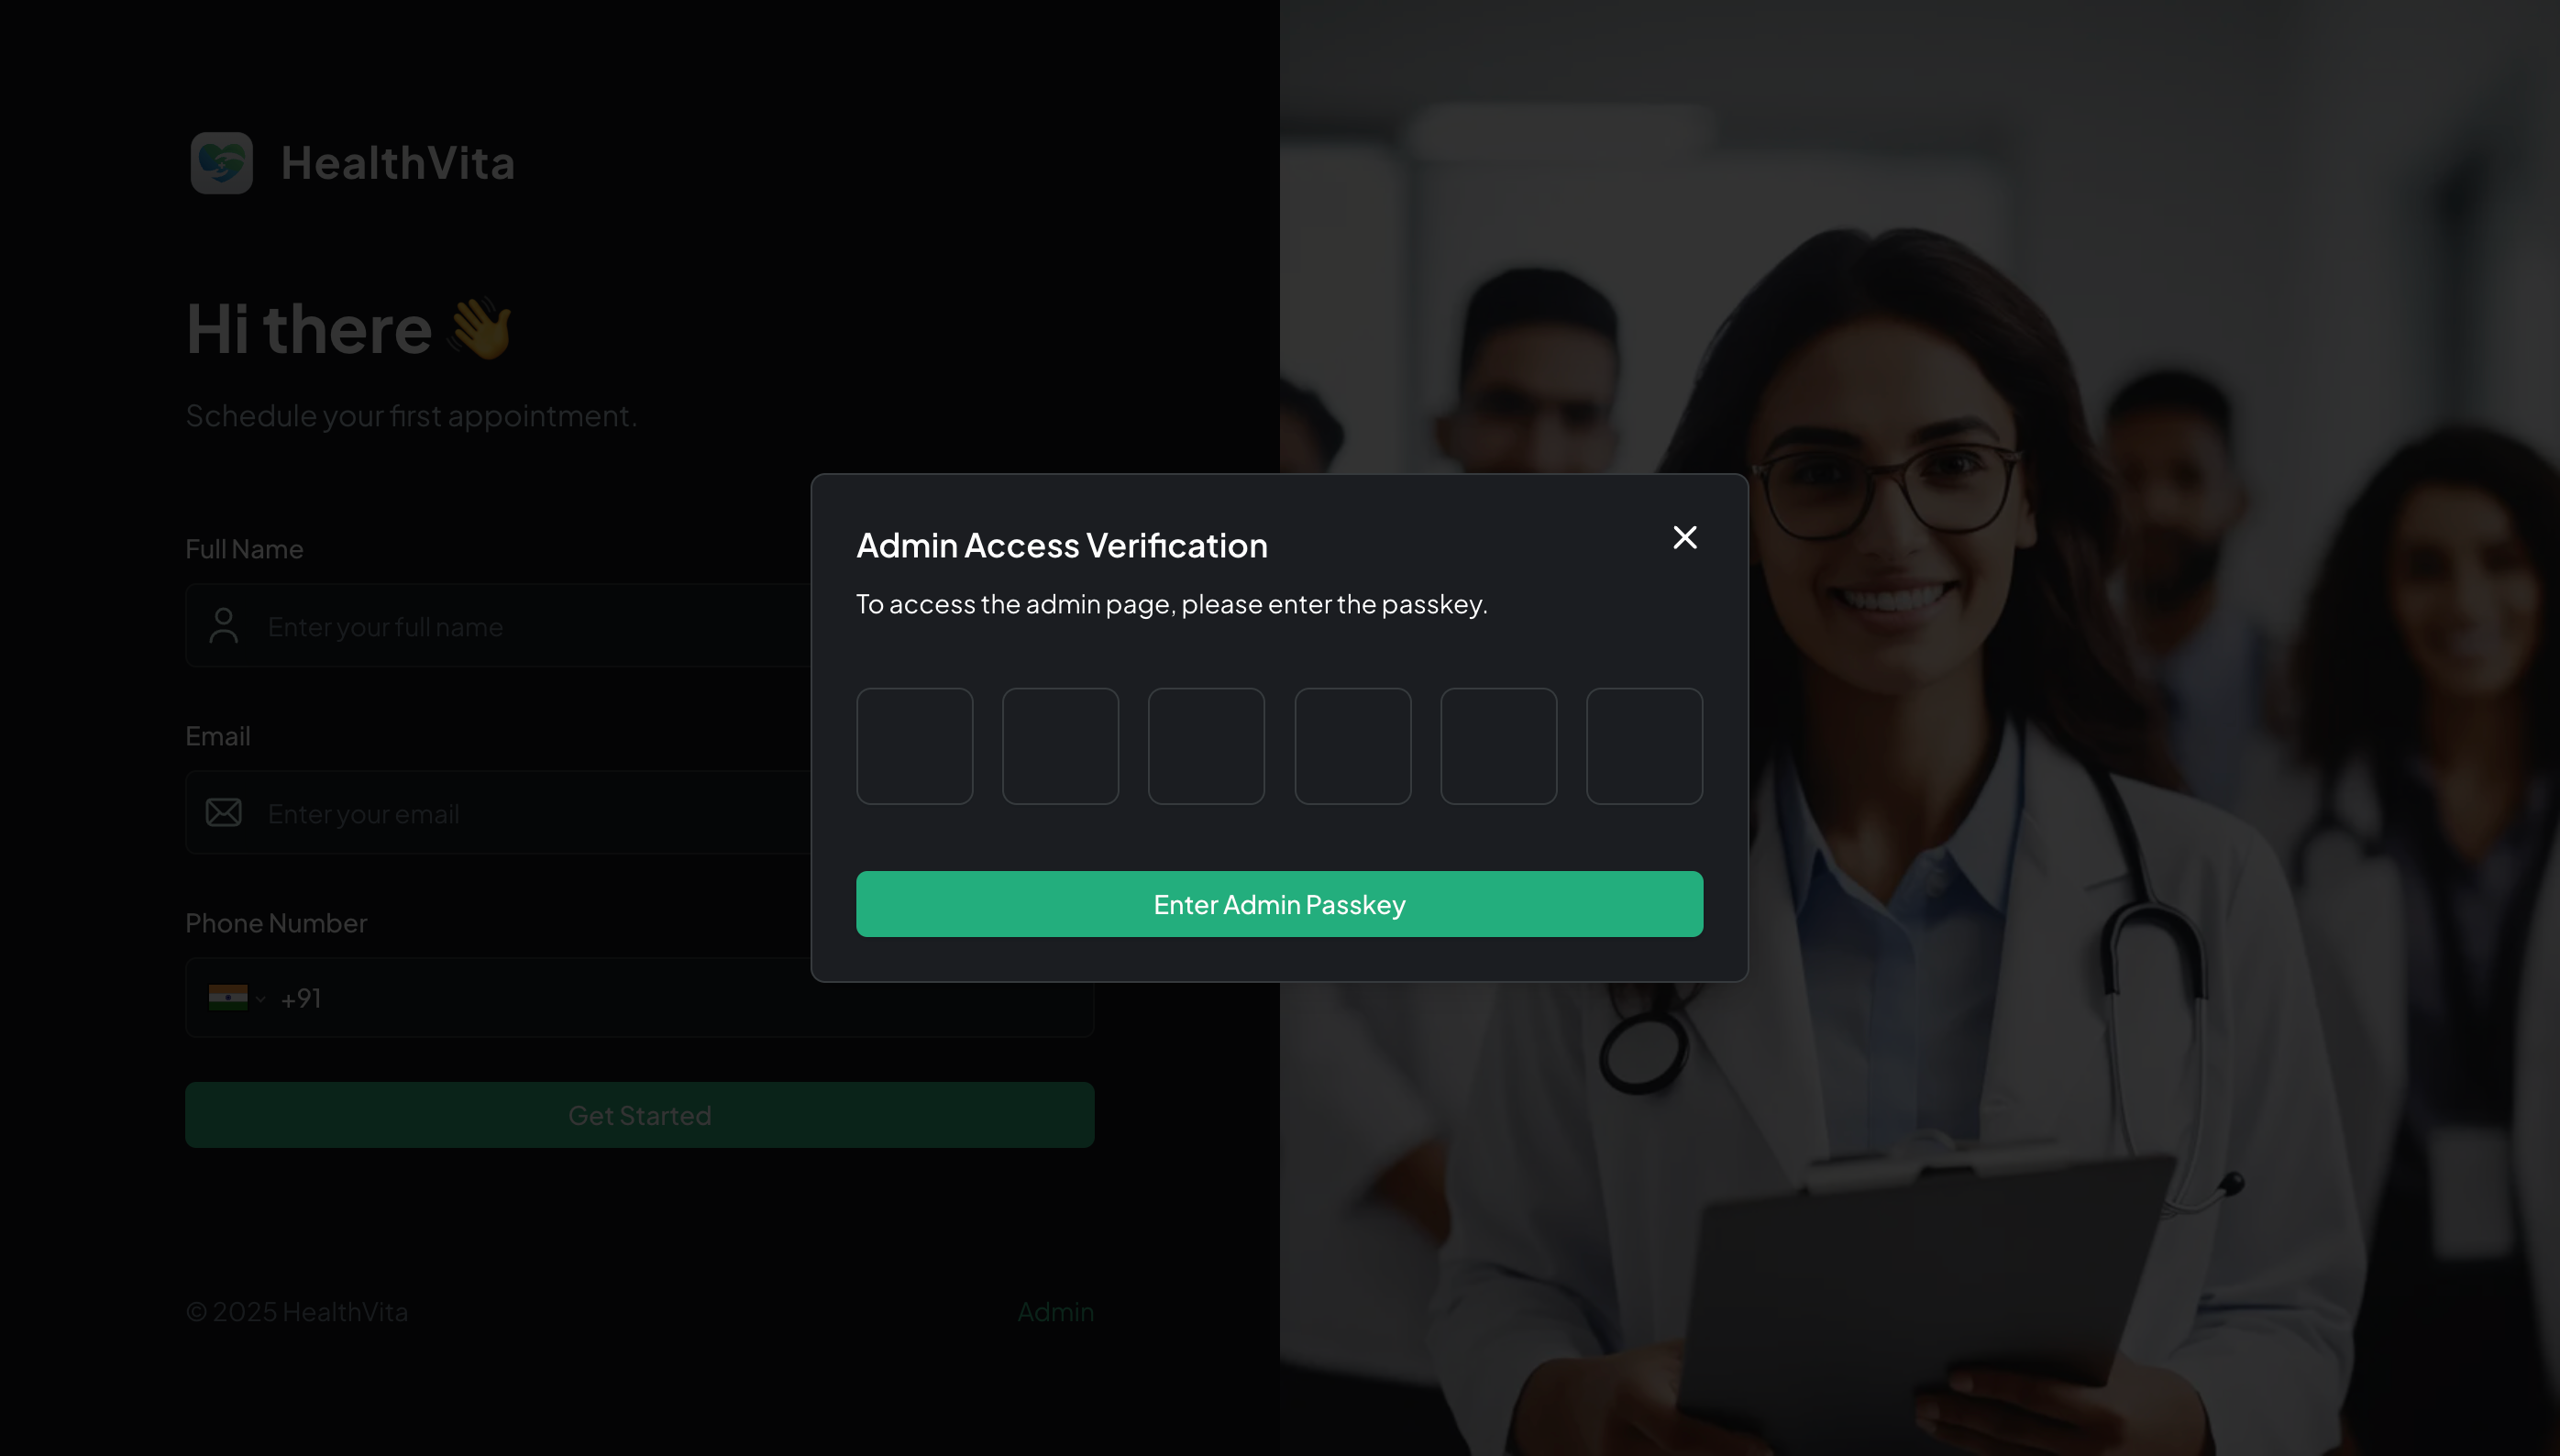 HealthVita
Hi there 👋
Schedule your first appointment.
Full Name
Enter your full name
Email
Enter your email
Phone Number
+91
Get Started
© 2025 HealthVita
Admin
Admin Access Verification
To access the admin page, please enter the passkey.
Enter Admin Passkey